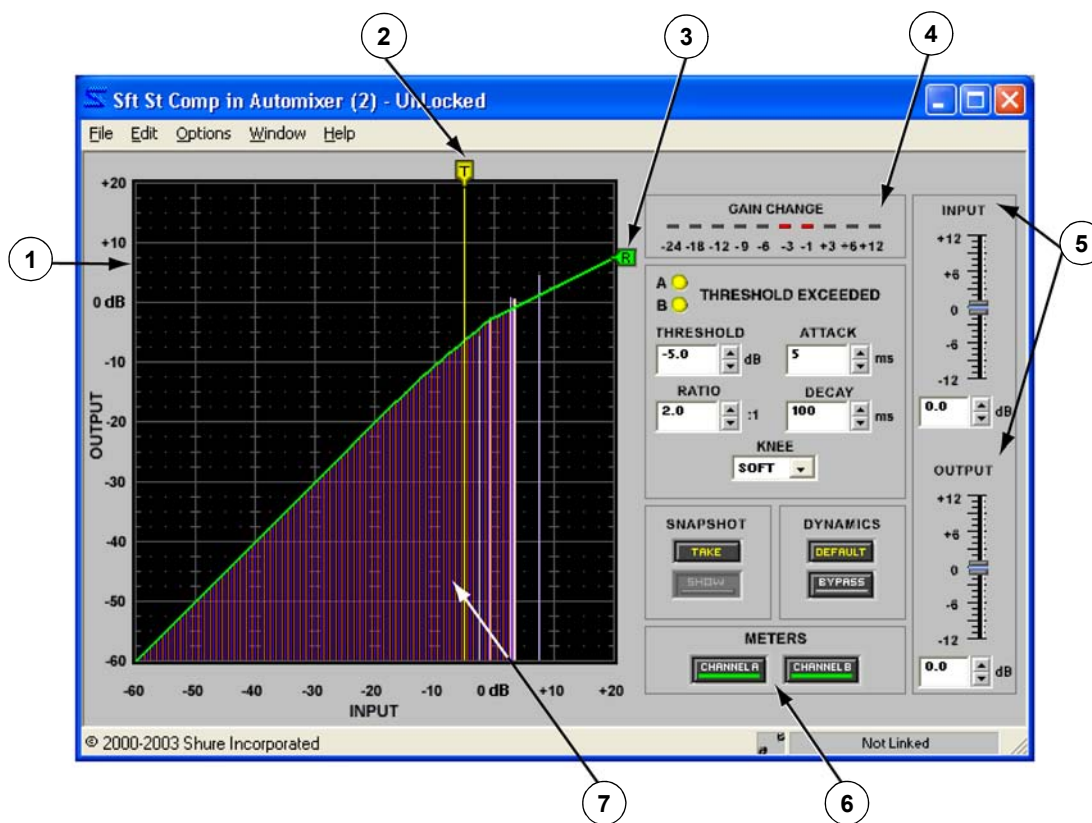 2
3
4
Sft St Comp in Automixer (2) - UnLocked
File Edit Options Window Help
T
+20
+10
0 dB
-10
-20
-30
-40
-50
-60
OUTPUT
1
R
-60 -50 -40 -30 -20 -10 0 dB +10 +20
INPUT
GAIN CHANGE
-24 -18 -12 -9 -6 -3 -1 +3 +6 +12
A
B
THRESHOLD EXCEEDED
THRESHOLD ATTACK
-5.0 dB 5 ms
RATIO DECAY
2.0 :1 100 ms
KNEE
SOFT
SNAPSHOT
TAKE
SHOW
DYNAMICS
DEFAULT
BYPASS
METERS
CHANNEL A CHANNEL B
INPUT
+12
+6
0
-6
-12
0.0 dB
5
OUTPUT
+12
+6
0
-6
-12
0.0 dB
© 2000-2003 Shure Incorporated
Not Linked
7
6